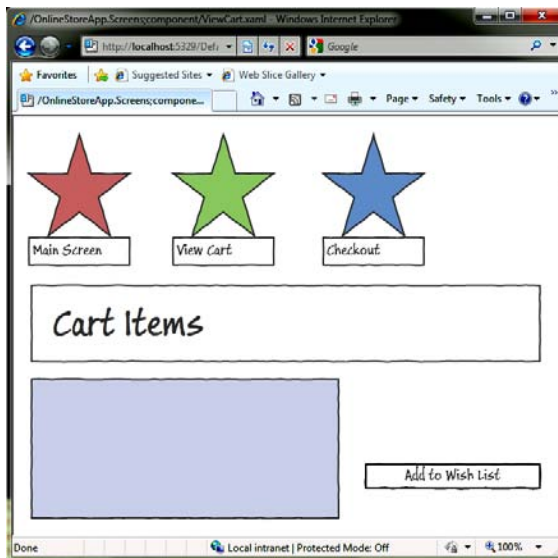 /OnlineStoreApp.Screens;component/ViewCart.xaml - Windows Internet Explorer
http://localhost:5329/Defa
Google
Favorites Suggested Sites Web Slice Gallery
/OnlineStoreApp.Screens;compone... Page Safety Tools
Main Screen View Cart Checkout
Cart Items
Add to Wish List
Done Local intranet | Protected Mode: Off 100%